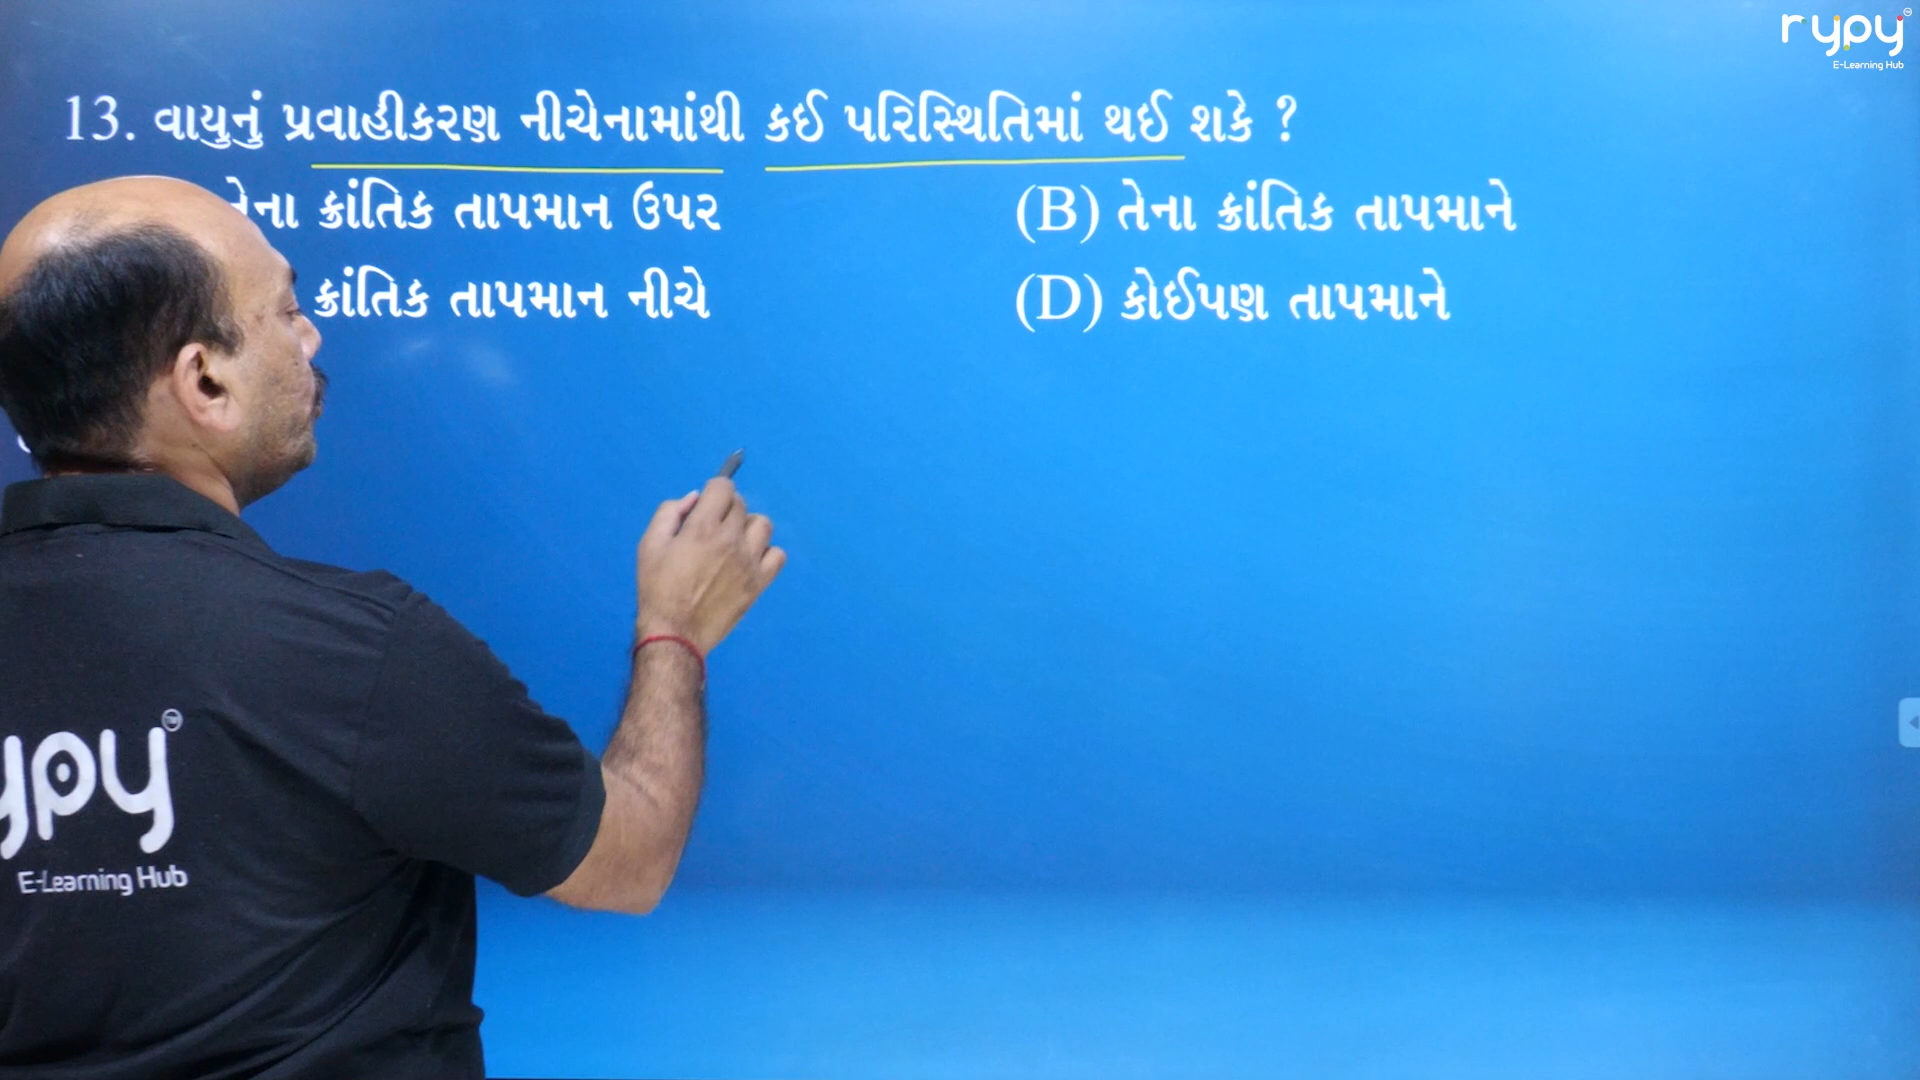 rypy
E-Learning Hub
13. વાયુનું પ્રવાહીકરણ નીચેનામાંથી કઈ પરિસ્થિતિમાં થઈ શકે ?
તેના ક્રાંતિક તાપમાન ઉપર (B) તેના ક્રાંતિક તાપમાને
ક્રાંતિક તાપમાન નીચે (D) કોઈપણ તાપમાને
ypy TM
E-Learning Hub